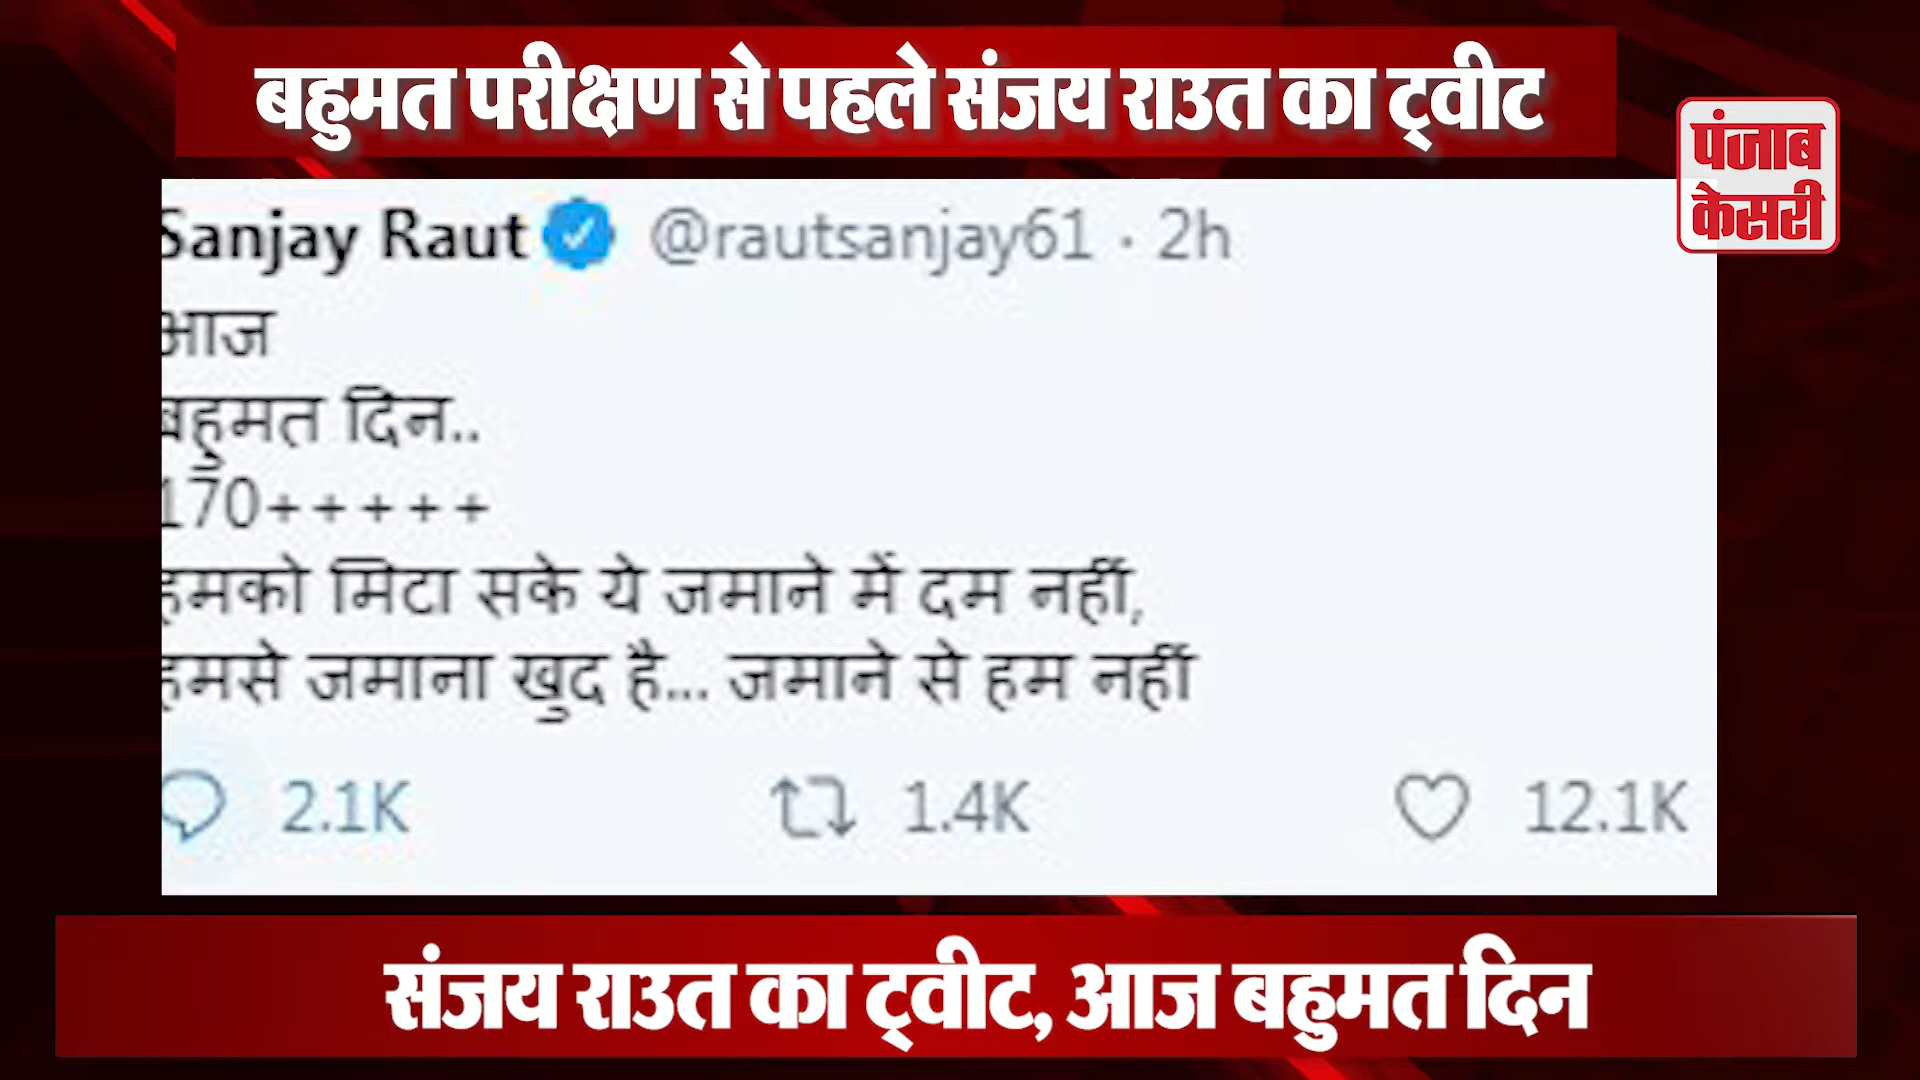 बहुमत परीक्षण से पहले संजय राउत का ट्वीट
पंजाब
केसरी
Sanjay Raut @rautsanjay61 · 2h
आज
बहुमत दिन..
170+++++
हमको मिटा सके ये जमाने में दम नहीं,
हमसे जमाना खुद है... जमाने से हम नहीं
2.1K 1.4K 12.1K
संजय राउत का ट्वीट, आज बहुमत दिन